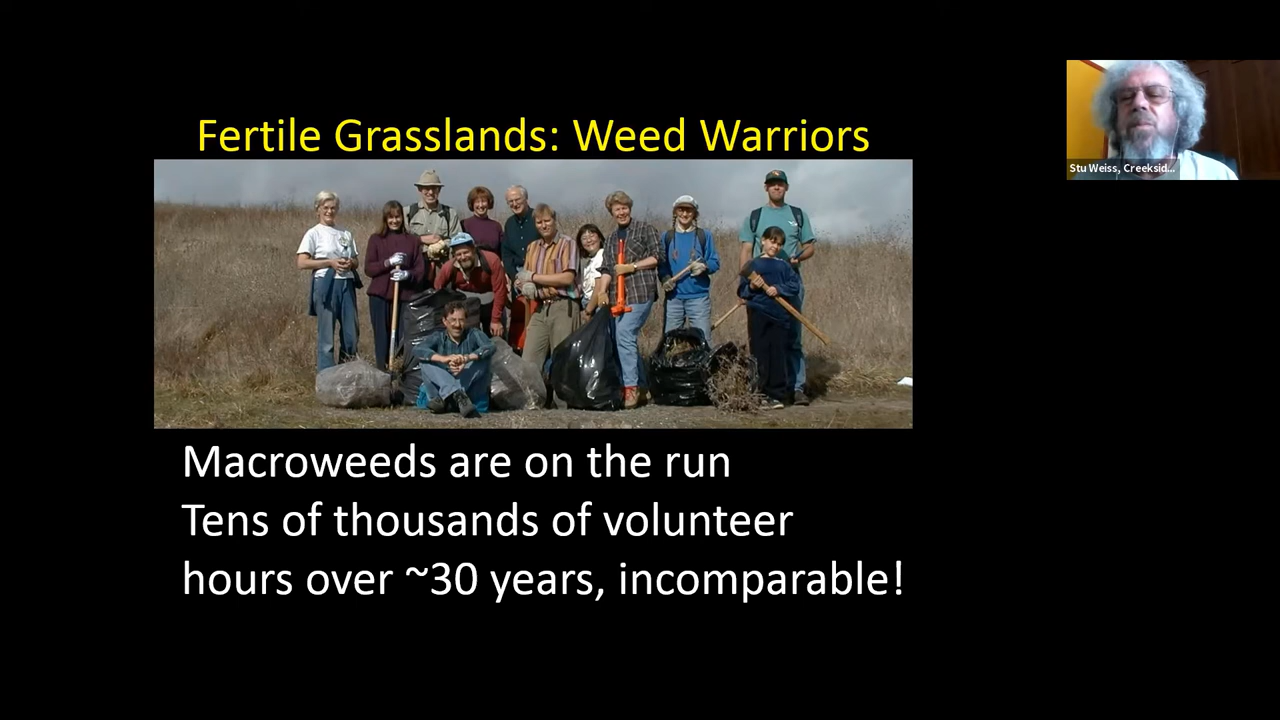 Fertile Grasslands: Weed Warriors
Stu Weiss, Creeksid...
Macroweeds are on the run
Tens of thousands of volunteer
hours over ~30 years, incomparable!